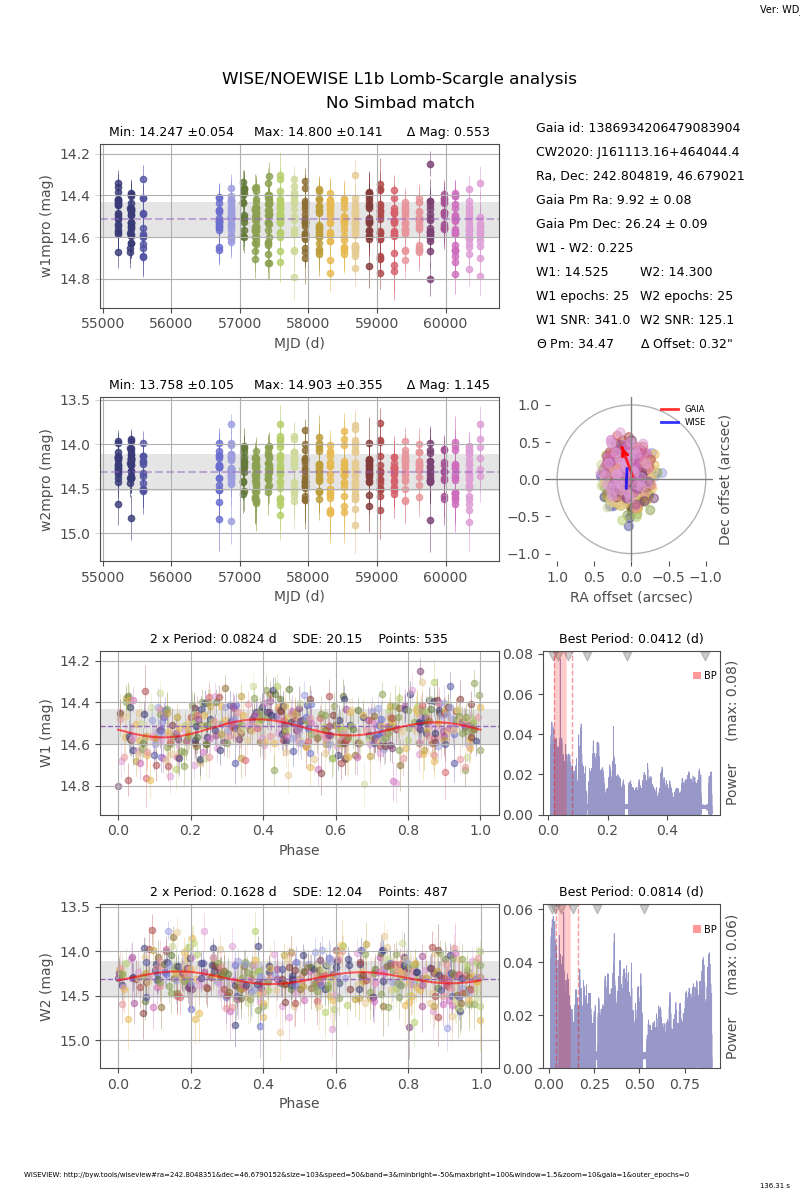 Ver: WD_
WISE/NOEWISE L1b Lomb-Scargle analysis
No Simbad match
Min: 14.247 ±0.054 Max: 14.800 ±0.141 Δ Mag: 0.553
14.2
14.4
14.6
14.8
w1mpro (mag)
55000 56000 57000 58000 59000 60000
MJD (d)
Gaia id: 1386934206479083904
CW2020: J161113.16+464044.4
Ra, Dec: 242.804819, 46.679021
Gaia Pm Ra: 9.92 ± 0.08
Gaia Pm Dec: 26.24 ± 0.09
W1 - W2: 0.225
W1: 14.525 W2: 14.300
W1 epochs: 25 W2 epochs: 25
W1 SNR: 341.0 W2 SNR: 125.1
Θ Pm: 34.47 Δ Offset: 0.32"
Min: 13.758 ±0.105 Max: 14.903 ±0.355 Δ Mag: 1.145
13.5
14.0
14.5
15.0
w2mpro (mag)
55000 56000 57000 58000 59000 60000
MJD (d)
GAIA
WISE
1.0
0.5
0.0
−0.5
−1.0
Dec offset (arcsec)
1.0 0.5 0.0 −0.5 −1.0
RA offset (arcsec)
2 x Period: 0.0824 d SDE: 20.15 Points: 535
14.2
14.4
14.6
14.8
W1 (mag)
0.0 0.2 0.4 0.6 0.8 1.0
Phase
Best Period: 0.0412 (d)
BP
0.08
0.06
0.04
0.02
0.00
Power (max: 0.08)
0.0 0.2 0.4
2 x Period: 0.1628 d SDE: 12.04 Points: 487
13.5
14.0
14.5
15.0
W2 (mag)
0.0 0.2 0.4 0.6 0.8 1.0
Phase
Best Period: 0.0814 (d)
BP
0.06
0.04
0.02
0.00
Power (max: 0.06)
0.00 0.25 0.50 0.75
WISEVIEW: http://byw.tools/wiseview#ra=242.8048351&dec=46.6790152&size=103&speed=50&band=3&minbright=-50&maxbright=100&window=1.5&zoom=10&gaia=1&outer_epochs=0
136.31 s